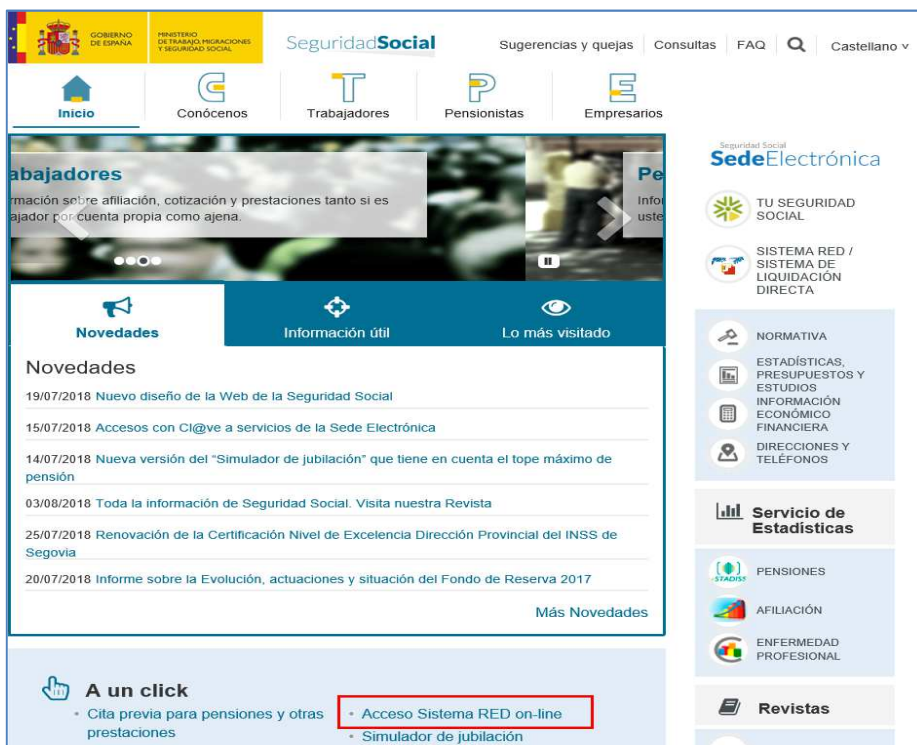 GOBIERNO
DE ESPAÑA
MINISTERIO
DE TRABAJO, MIGRACIONES
Y SEGURIDAD SOCIAL
SeguridadSocial
Sugerencias y quejas
Consultas
FAQ
Castellano
Inicio
Conócenos
Trabajadores
Pensionistas
Empresarios
abajadores
rmación sobre afiliación, cotización y prestaciones tanto si es
ajador por cuenta propia como ajena.
Pe
Info
uste
Novedades
Información útil
Lo más visitado
Novedades
19/07/2018 Nuevo diseño de la Web de la Seguridad Social
15/07/2018 Accesos con Cl@ve a servicios de la Sede Electrónica
14/07/2018 Nueva versión del "Simulador de jubilación" que tiene en cuenta el tope máximo de
pensión
03/08/2018 Toda la información de Seguridad Social. Visita nuestra Revista
25/07/2018 Renovación de la Certificación Nivel de Excelencia Dirección Provincial del INSS de
Segovia
20/07/2018 Informe sobre la Evolución, actuaciones y situación del Fondo de Reserva 2017
Más Novedades
A un click
Cita previa para pensiones y otras
prestaciones
Acceso Sistema RED on-line
Simulador de jubilación
Seguridad Social
SedeElectrónica
TU SEGURIDAD
SOCIAL
SISTEMA RED /
SISTEMA DE
LIQUIDACIÓN
DIRECTA
NORMATIVA
ESTADÍSTICAS,
PRESUPUESTOS Y
ESTUDIOS
INFORMACIÓN
ECONÓMICO
FINANCIERA
DIRECCIONES Y
TELÉFONOS
Servicio de
Estadísticas
STADISS
PENSIONES
AFILIACIÓN
ENFERMEDAD
PROFESIONAL
Revistas